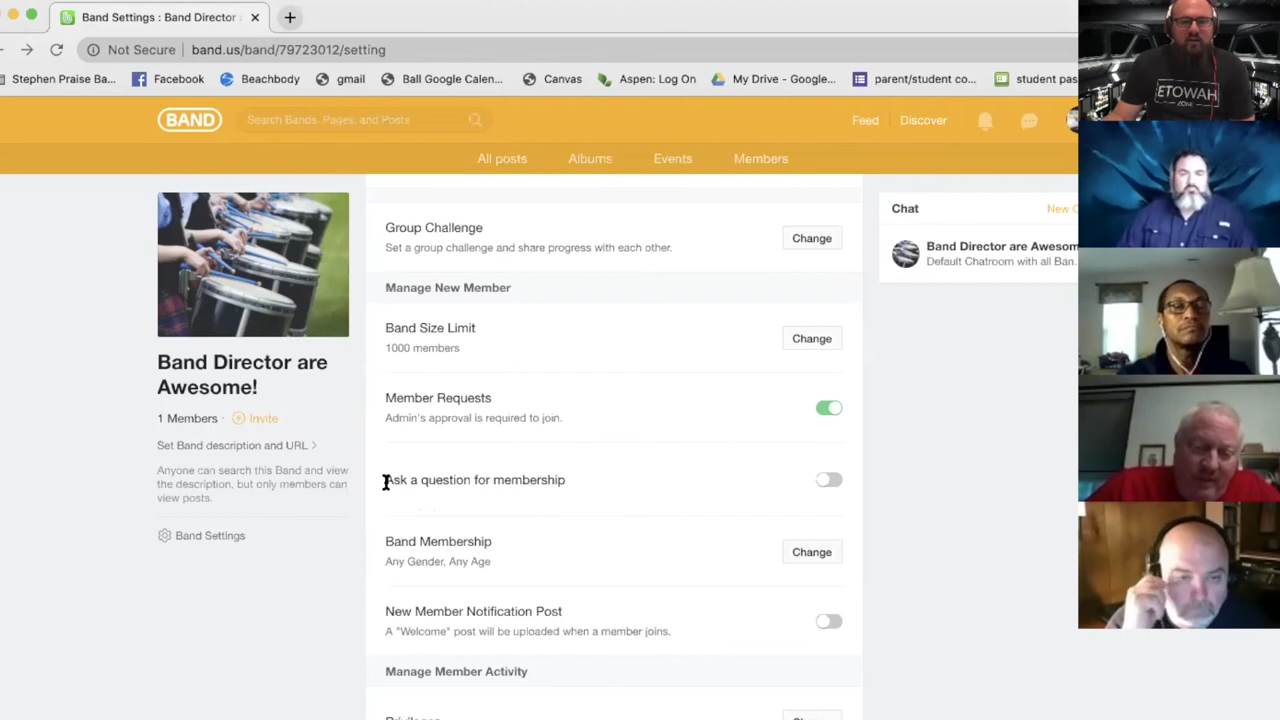 Band Settings : Band Director
Not Secure | band.us/band/79723012/setting
Stephen Praise Ba... Facebook Beachbody gmail Ball Google Calen... Canvas Aspen: Log On My Drive - Google... parent/student co... student pas
BAND Search Bands, Pages, and Posts Feed Discover
All posts Albums Events Members
Band Director are
Awesome!
1 Members · Invite
Set Band description and URL >
Anyone can search this Band and view
the description, but only members can
view posts.
Band Settings
Group Challenge
Set a group challenge and share progress with each other.
Change
Manage New Member
Band Size Limit
1000 members
Change
Member Requests
Admin's approval is required to join.
Ask a question for membership
Band Membership
Any Gender, Any Age
Change
New Member Notification Post
A "Welcome" post will be uploaded when a member joins.
Manage Member Activity
Privileges
Change
Chat
New
Band Director are Awesom
Default Chatroom with all Ban...
ETOWAH